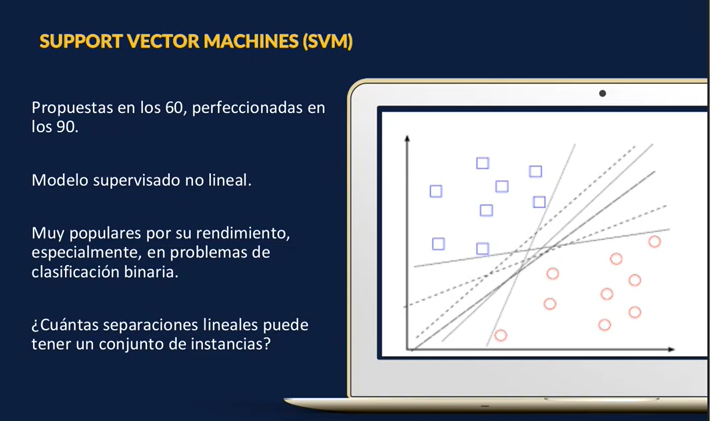 SUPPORT VECTOR MACHINES (SVM)
Propuestas en los 60, perfeccionadas en
los 90.
Modelo supervisado no lineal.
Muy populares por su rendimiento,
especialmente, en problemas de
clasificación binaria.
¿Cuántas separaciones lineales puede
tener un conjunto de instancias?